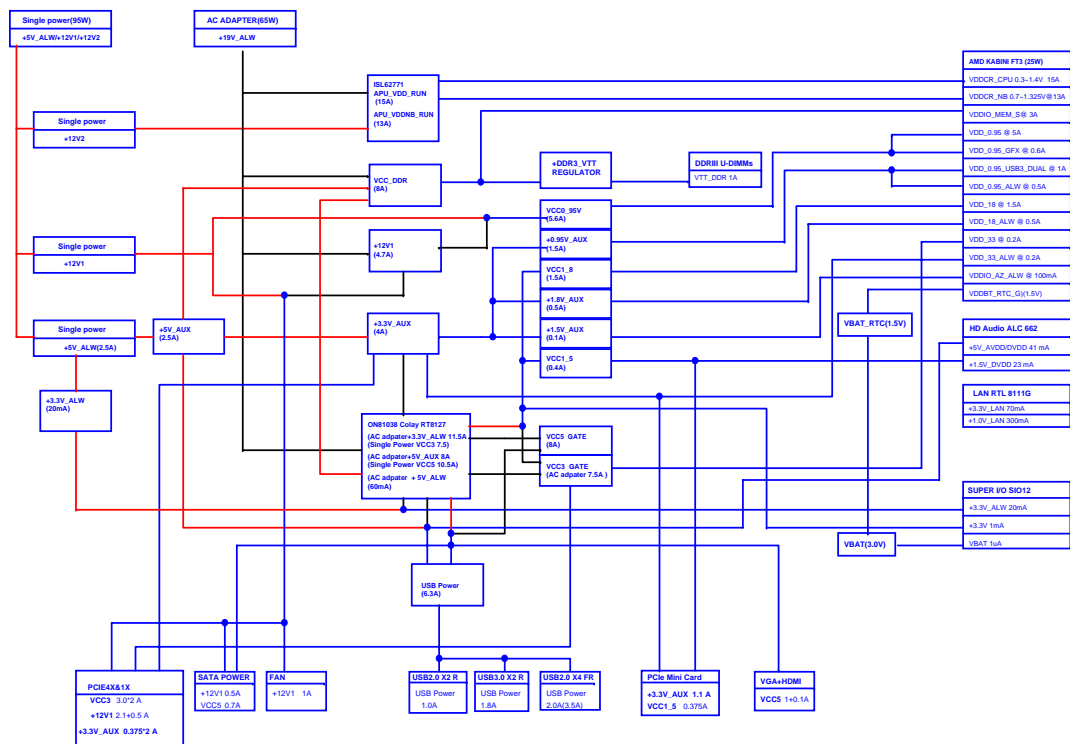 Single power(95W)
+5V_ALW/+12V1/+12V2
AC ADAPTER(65W)
+19V_ALW
Single power
+12V2
Single power
+12V1
Single power
+5V_ALW(2.5A)
+5V_AUX
(2.5A)
+3.3V_ALW
(20mA)
ISL62771
APU_VDD_RUN
(15A)
APU_VDDNB_RUN
(13A)
VCC_DDR
(8A)
+12V1
(4.7A)
+3.3V_AUX
(4A)
ON81038 Colay RT8127
(AC adpater+3.3V_ALW 11.5A
(Single Power VCC3 7.5)
(AC adpater+5V_AUX 8A
(Single Power VCC5 10.5A)
(AC adpater + 5V_ALW
(60mA)
+DDR3_VTT
REGULATOR
DDRIII U-DIMMs
VTT_DDR 1A
VCC0_95V
(5.6A)
+0.95V_AUX
(1.5A)
VCC1_8
(1.5A)
+1.8V_AUX
(0.5A)
+1.5V_AUX
(0.1A)
VCC1_5
(0.4A)
VCC5 GATE
(8A)
VCC3 GATE
(AC adpater 7.5A )
AMD KABINI FT3 (25W)
VDDCR_CPU 0.3~1.4V 15A
VDDCR_NB 0.7~1.325V@13A
VDDIO_MEM_S@ 3A
VDD_0.95 @ 5A
VDD_0.95_GFX @ 0.6A
VDD_0.95_USB3_DUAL @ 1A
VDD_0.95_ALW @ 0.5A
VDD_18 @ 1.5A
VDD_18_ALW @ 0.5A
VDD_33 @ 0.2A
VDD_33_ALW @ 0.2A
VDDIO_AZ_ALW @ 100mA
VDDBT_RTC_G)(1.5V)
VBAT_RTC(1.5V)
HD Audio ALC 662
+5V_AVDD/DVDD 41 mA
+1.5V_DVDD 23 mA
LAN RTL 8111G
+3.3V_LAN 70mA
+1.0V_LAN 300mA
SUPER I/O SIO12
+3.3V_ALW 20mA
+3.3V 1mA
VBAT 1uA
VBAT(3.0V)
USB Power
(6.3A)
PCIE4X&1X
VCC3 3.0*2 A
+12V1 2.1+0.5 A
+3.3V_AUX 0.375*2 A
SATA POWER
+12V1 0.5A
VCC5 0.7A
FAN
+12V1 1A
USB2.0 X2 R
USB Power
1.0A
USB3.0 X2 R
USB Power
1.8A
USB2.0 X4 FR
USB Power
2.0A(3.5A)
PCIe Mini Card
+3.3V_AUX 1.1 A
VCC1_5 0.375A
VGA+HDMI
VCC5 1+0.1A